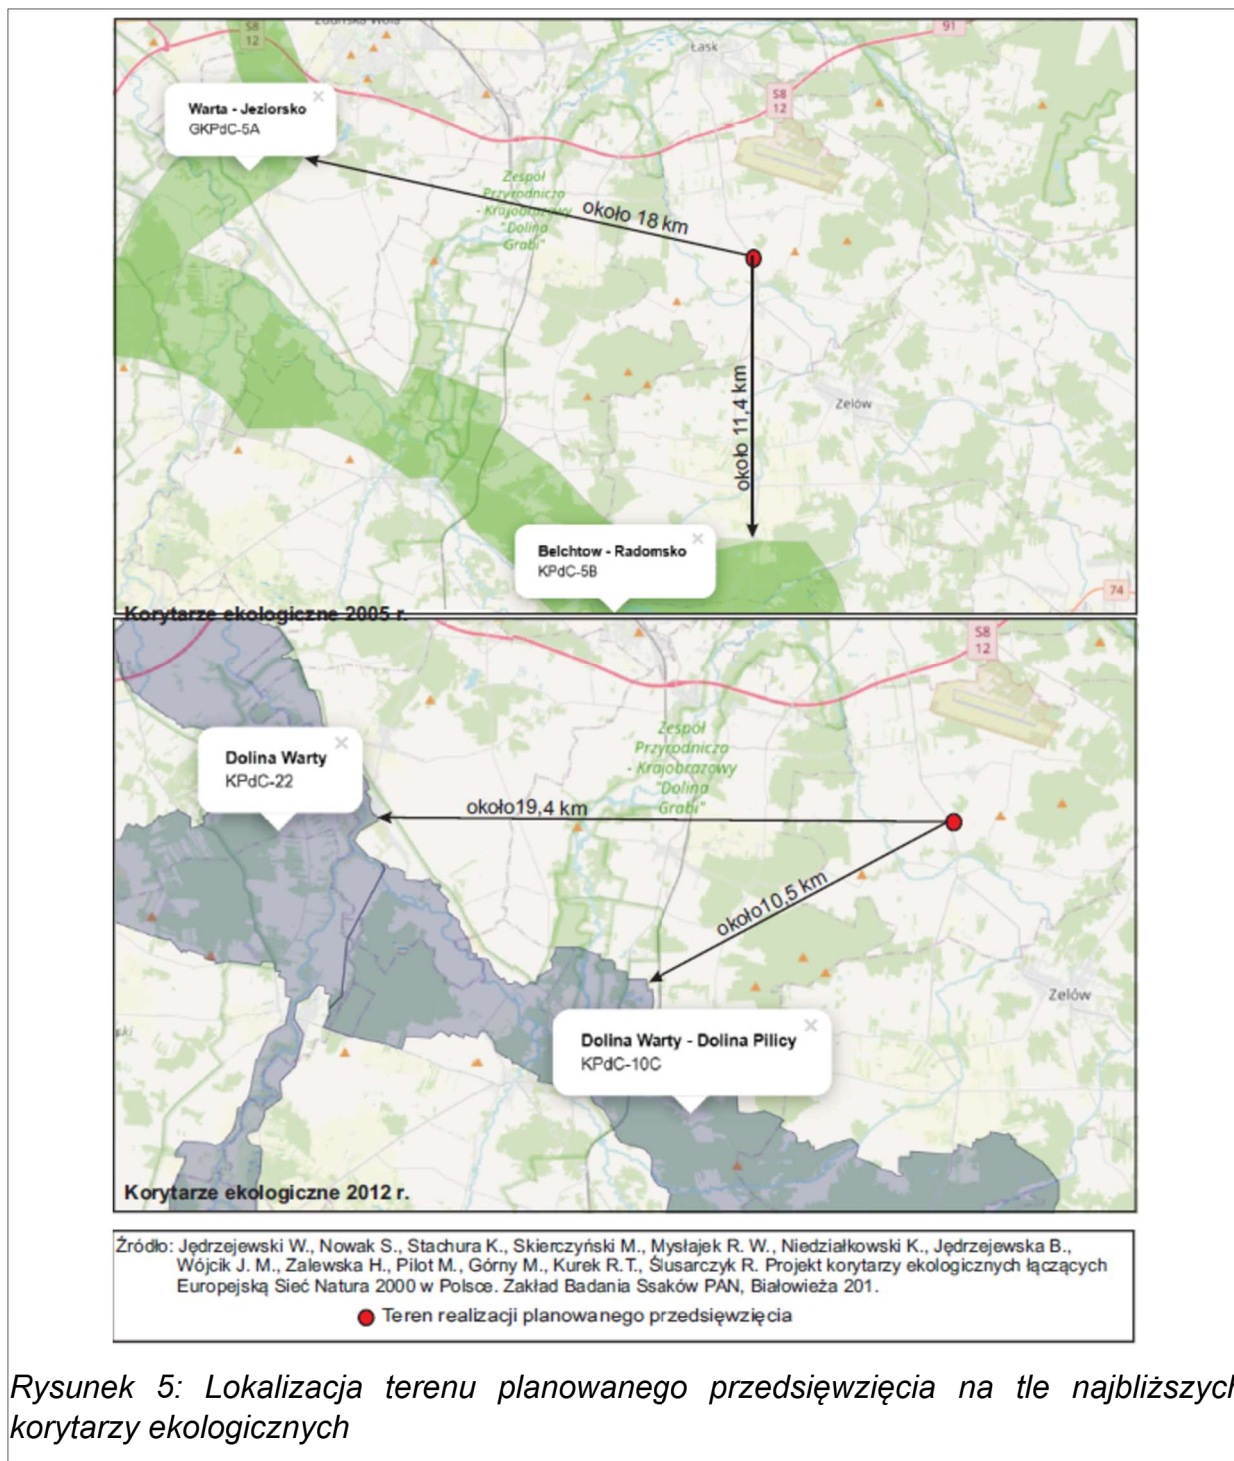 Zduńska Wola
S8
12
91
Łask
S8
12
Warta - Jeziorsko
GKPdC-5A
Zespół
Przyrodniczo
- Krajobrazowy
"Dolina
Grabi"
około 18 km
około 11,4 km
Zelów
Belchtow - Radomsko
KPdC-5B
74
Korytarze ekologiczne 2005 r.
S8
12
Dolina Warty
KPdC-22
Zespół
Przyrodniczo
- Krajobrazowy
"Dolina
Grabi"
około19,4 km
około10,5 km
Zelów
Dolina Warty - Dolina Pilicy
KPdC-10C
Korytarze ekologiczne 2012 r.
Źródło: Jędrzejewski W., Nowak S., Stachura K., Skierczyński M., Mysłajek R. W., Niedziałkowski K., Jędrzejewska B.,
Wójcik J. M., Zalewska H., Pilot M., Górny M., Kurek R.T., Ślusarczyk R. Projekt korytarzy ekologicznych łączących
Europejską Sieć Natura 2000 w Polsce. Zakład Badania Ssaków PAN, Białowieża 201.
Teren realizacji planowanego przedsięwzięcia
Rysunek 5: Lokalizacja terenu planowanego przedsięwzięcia na tle najbliższych
korytarzy ekologicznych